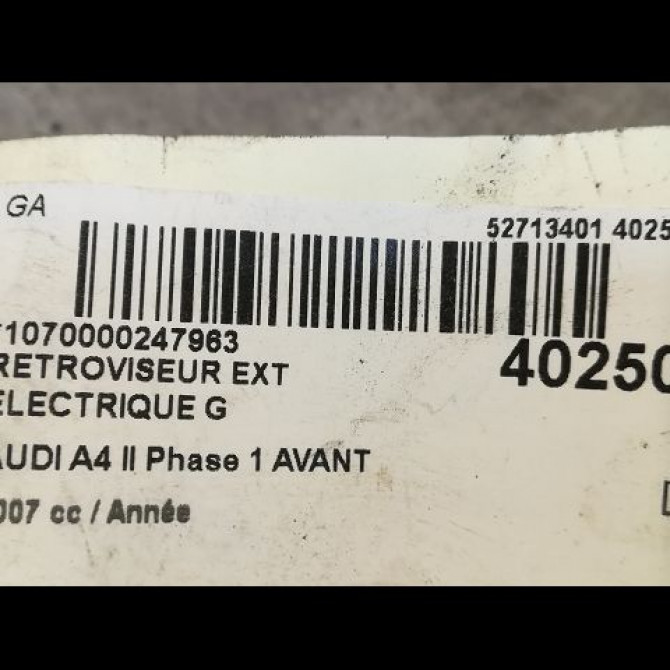 GA
52713401 4025
*1070000247963
RETROVISEUR EXT
ELECTRIQUE G
40250
AUDI A4 II Phase 1 AVANT
007 cc / Année